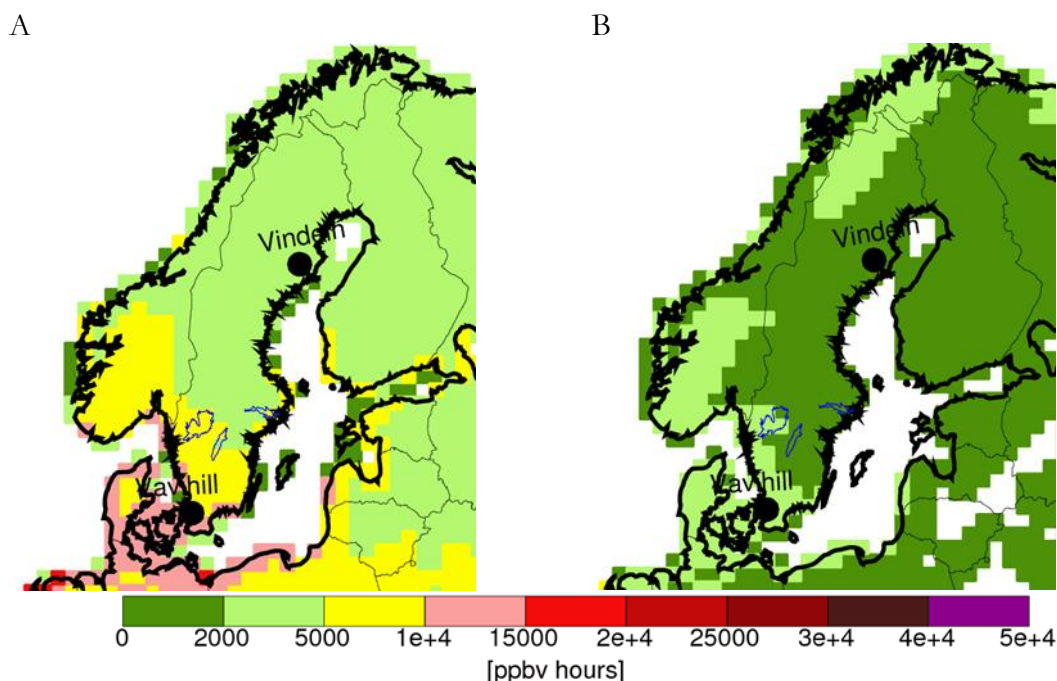 A
B
Vindeln
Vavihill
Vindeln
Vavihill
0 2000 5000 1e+4 15000 2e+4 25000 3e+4 4e+4 5e+4
[ppbv hours]